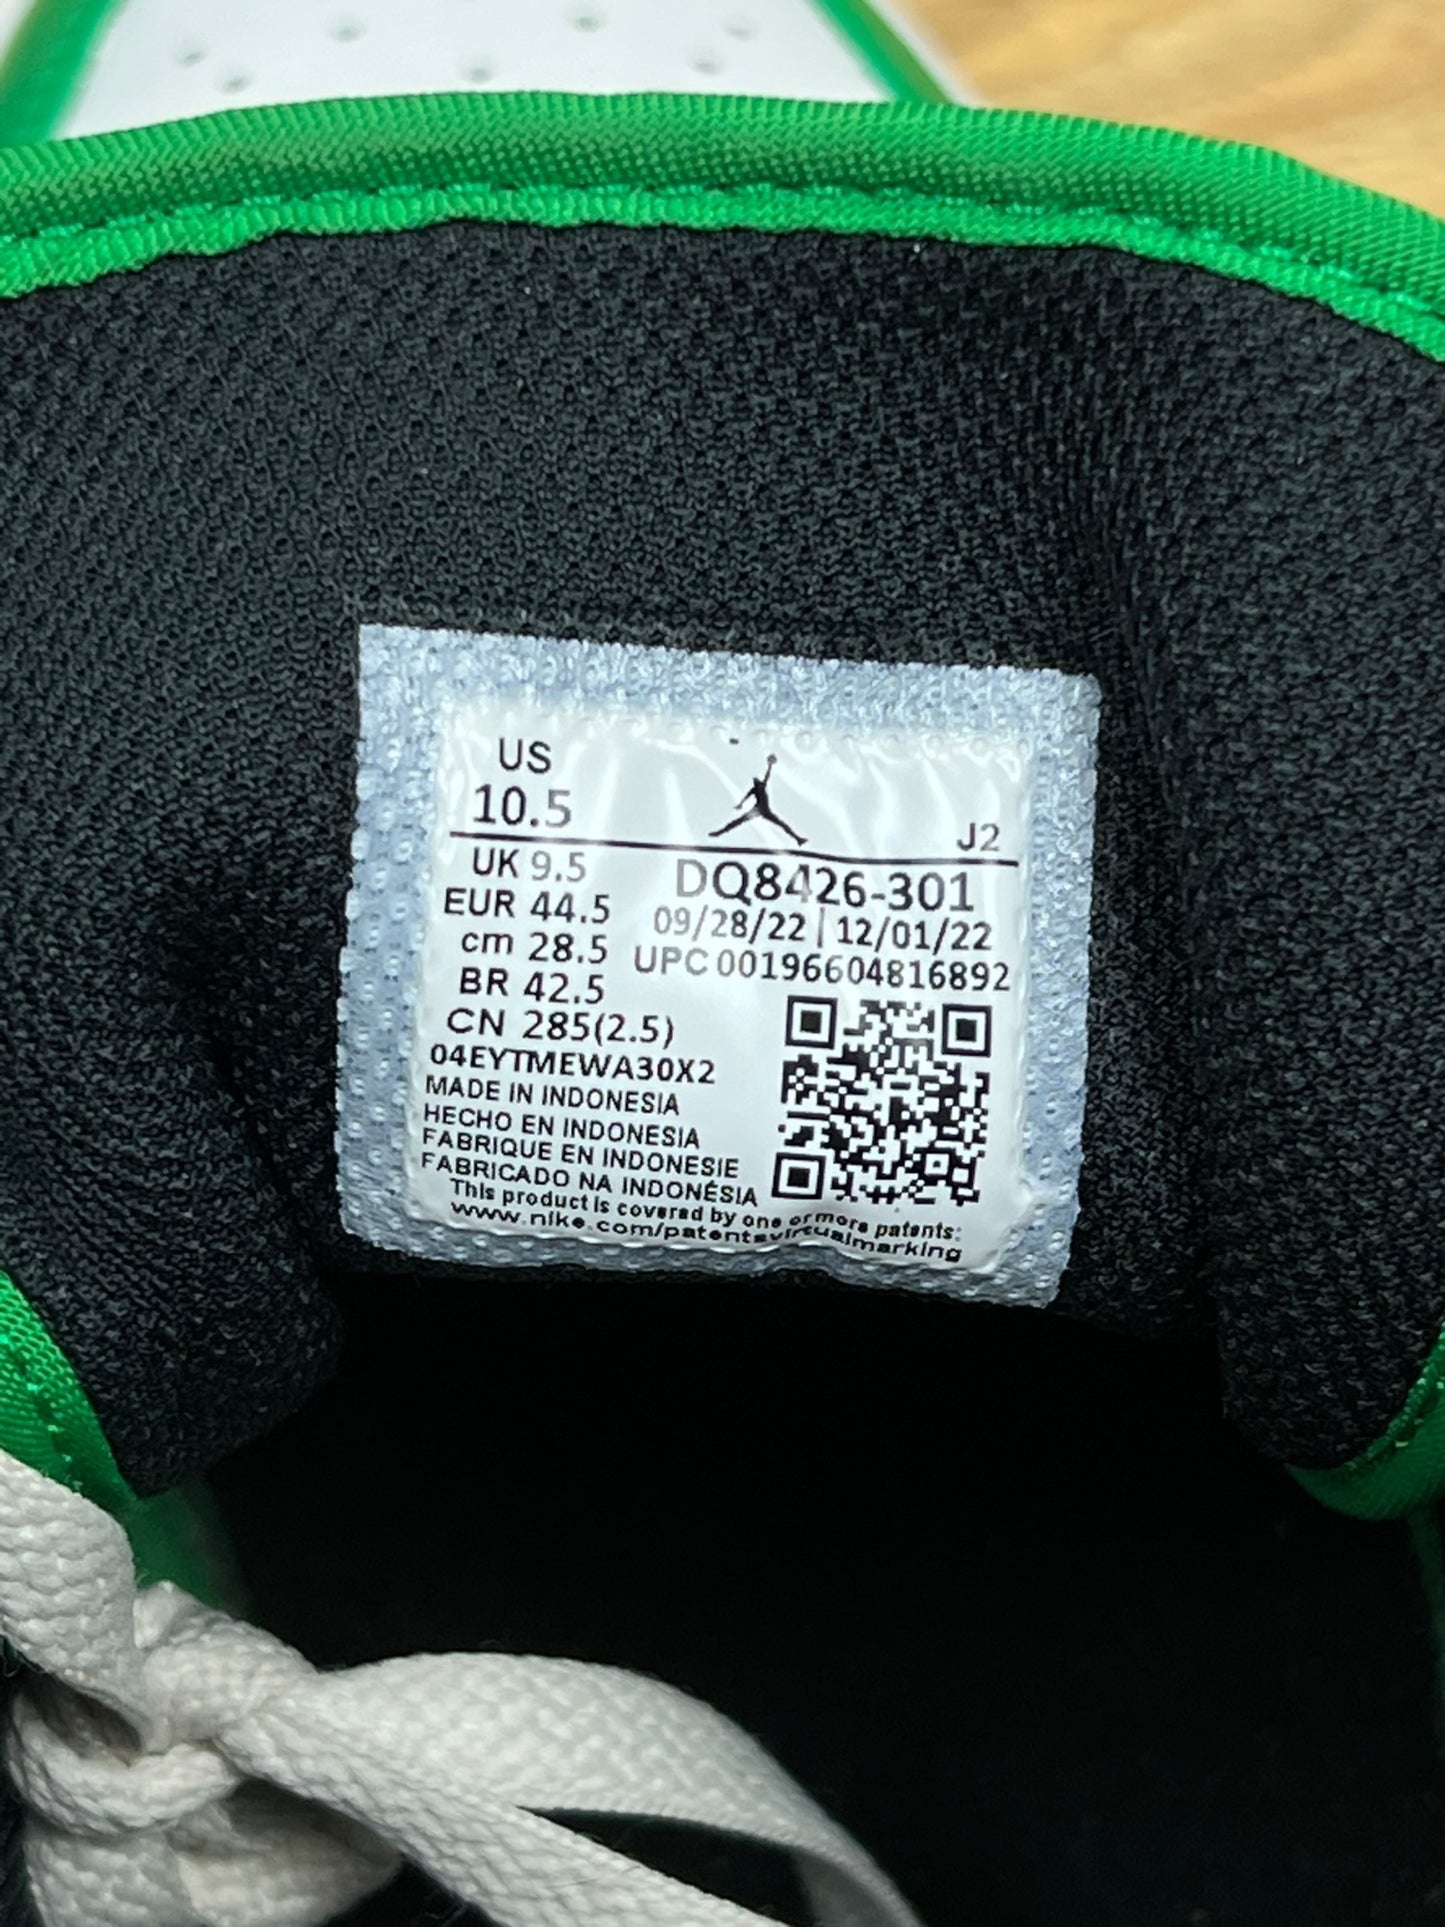 US
10.5
J2
UK 9.5
DQ8426-301
EUR 44.5
09/28/22 | 12/01/22
cm 28.5
UPC 00196604816892
BR 42.5
CN 285(2.5)
04EYTMEWA30X2
MADE IN INDONESIA
HECHO EN INDONESIA
FABRIQUE EN INDONESIE
FABRICADO NA INDONÉSIA
This product is covered by one or more patents:
www.nike.com/patentsvirtualmarking